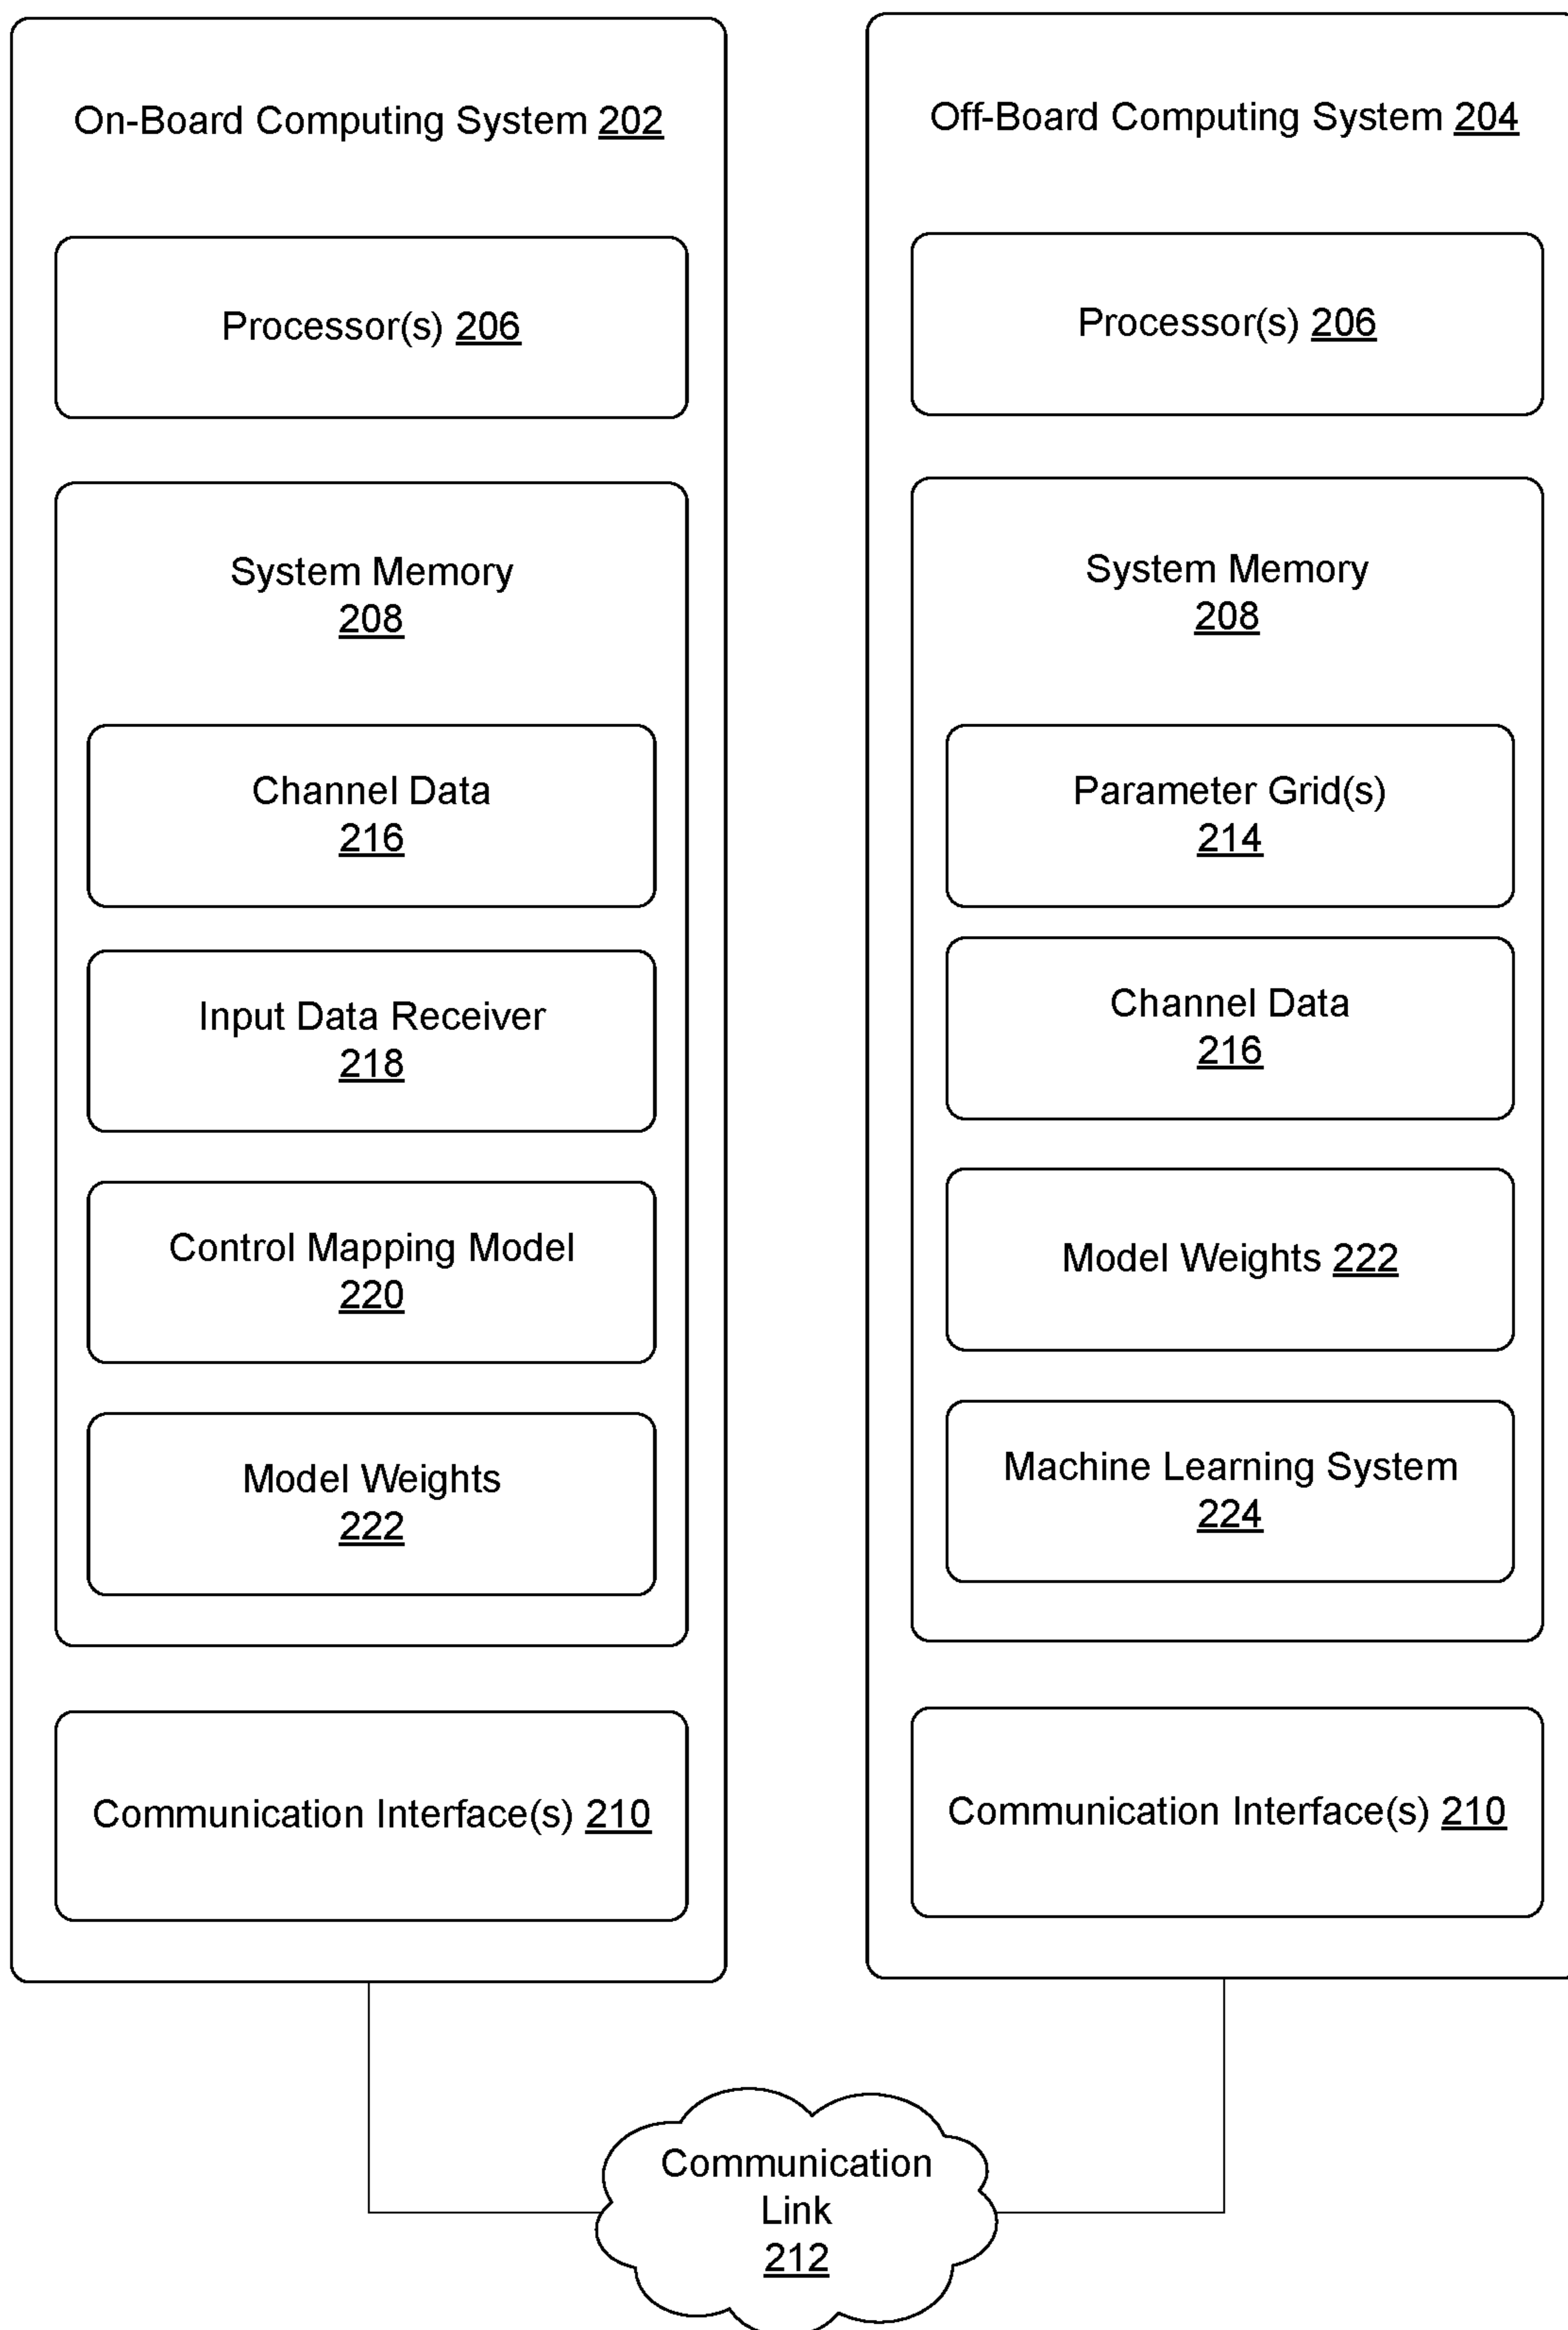 On-Board Computing System 202
Processor(s) 206
System Memory
208
Channel Data
216
Input Data Receiver
218
Control Mapping Model
220
Model Weights
222
Communication Interface(s) 210
Off-Board Computing System 204
Processor(s) 206
System Memory
208
Parameter Grid(s)
214
Channel Data
216
Model Weights 222
Machine Learning System
224
Communication Interface(s) 210
Communication
Link
212